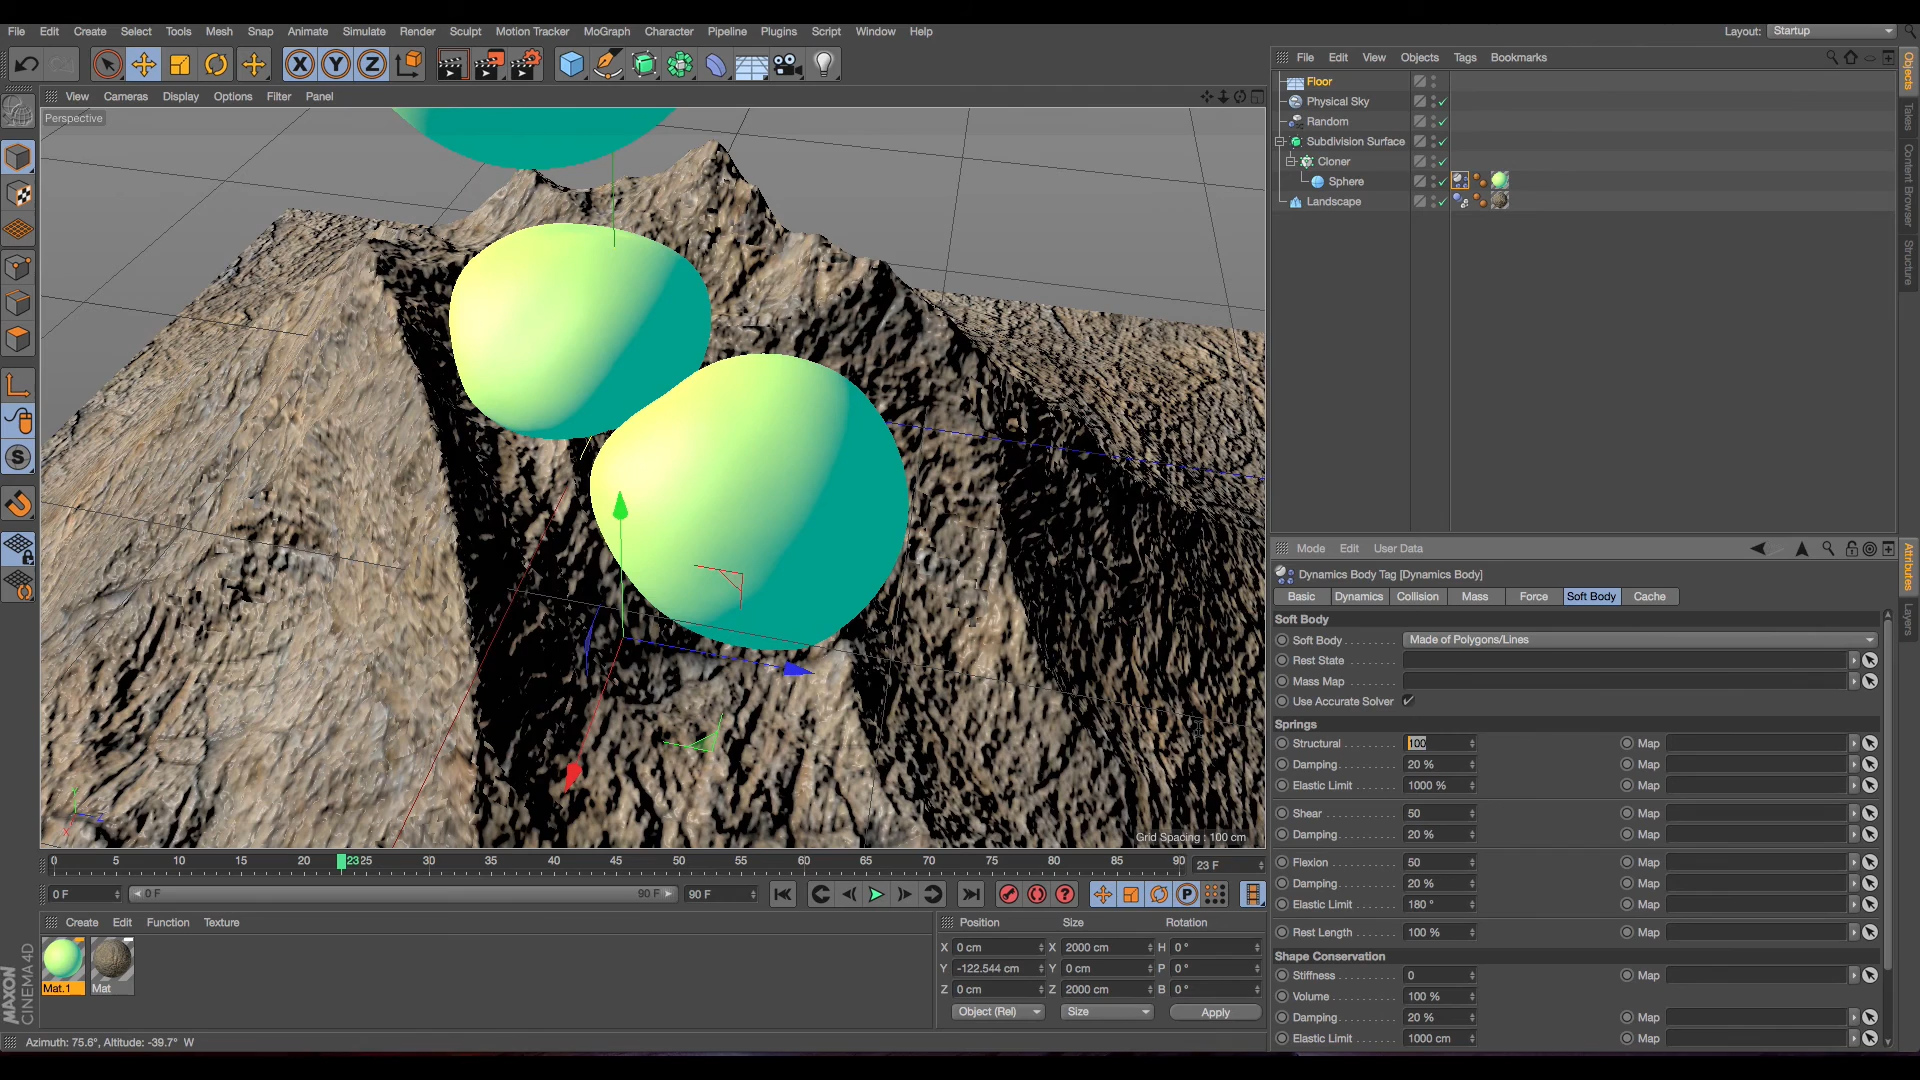 File Edit Create Select Tools Mesh Snap Animate Simulate Render Sculpt Motion Tracker MoGraph Character Pipeline Plugins Script Window Help
Layout: Startup
X Y Z
File Edit View Objects Tags Bookmarks
View Cameras Display Options Filter Panel
Perspective
Floor
Physical Sky
Random
Subdivision Surface
Cloner
Sphere
Landscape
Objects
Takes
Content Browser
Structure
Mode Edit User Data
Dynamics Body Tag [Dynamics Body]
Basic Dynamics Collision Mass Force Soft Body Cache
Soft Body
Soft Body Made of Polygons/Lines
Rest State
Mass Map
Use Accurate Solver
Springs
Structural 100 Map
Damping 20 % Map
Elastic Limit 1000 % Map
Shear 50 Map
Damping 20 % Map
Flexion 50 Map
Damping 20 % Map
Elastic Limit 180 ° Map
Rest Length 100 % Map
Shape Conservation
Stiffness 0 Map
Volume 100 %
Damping 20 % Map
Elastic Limit 1000 cm Map
Attributes
Layers
S
Y
Z
X
Grid Spacing : 100 cm
0 5 10 15 20 23 25 30 35 40 45 50 55 60 65 70 75 80 85 90 23 F
0 F 0 F 90 F 90 F
P
Create Edit Function Texture
Mat.1 Mat
Position Size Rotation
X 0 cm X 2000 cm H 0 °
Y -122.544 cm Y 0 cm P 0 °
Z 0 cm Z 2000 cm B 0 °
Object (Rel) Size Apply
MAXON
CINEMA 4D
Azimuth: 75.6°, Altitude: -39.7° W